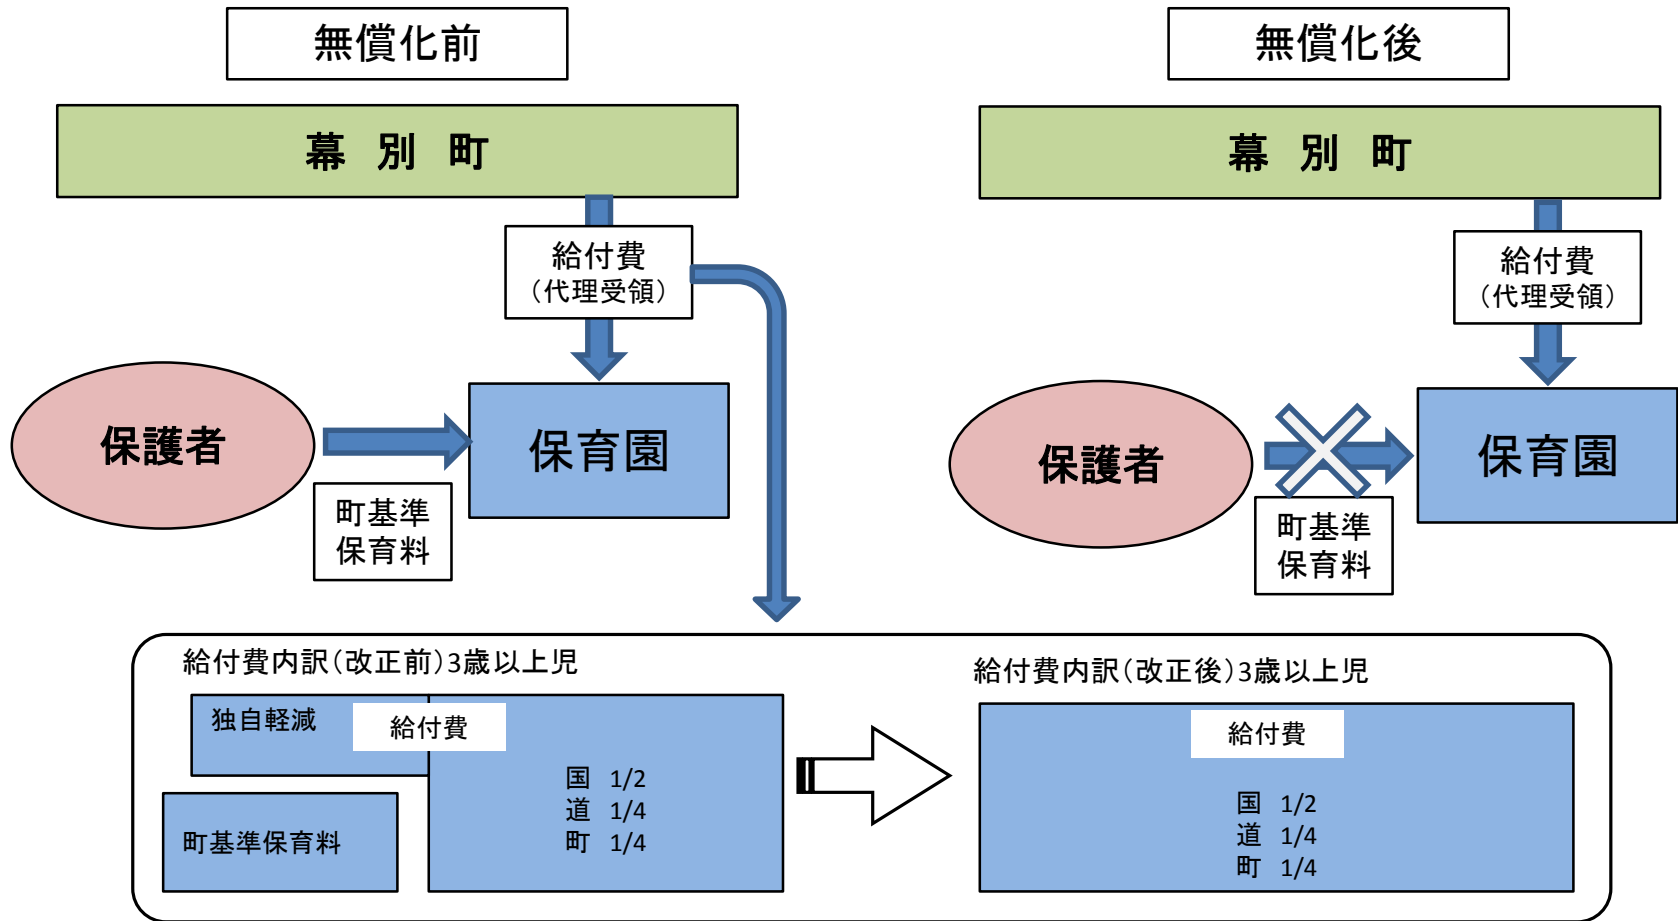 無償化前
無償化後
幕別町
幕別町
給付費
（代理受領）
給付費
（代理受領）
保護者
保育園
保護者
保育園
町基準
保育料
町基準
保育料
給付費内訳（改正前）3歳以上児
給付費内訳（改正後）3歳以上児
独自軽減
給付費
国 1/2
道 1/4
町 1/4
町基準保育料
給付費
国 1/2
道 1/4
町 1/4